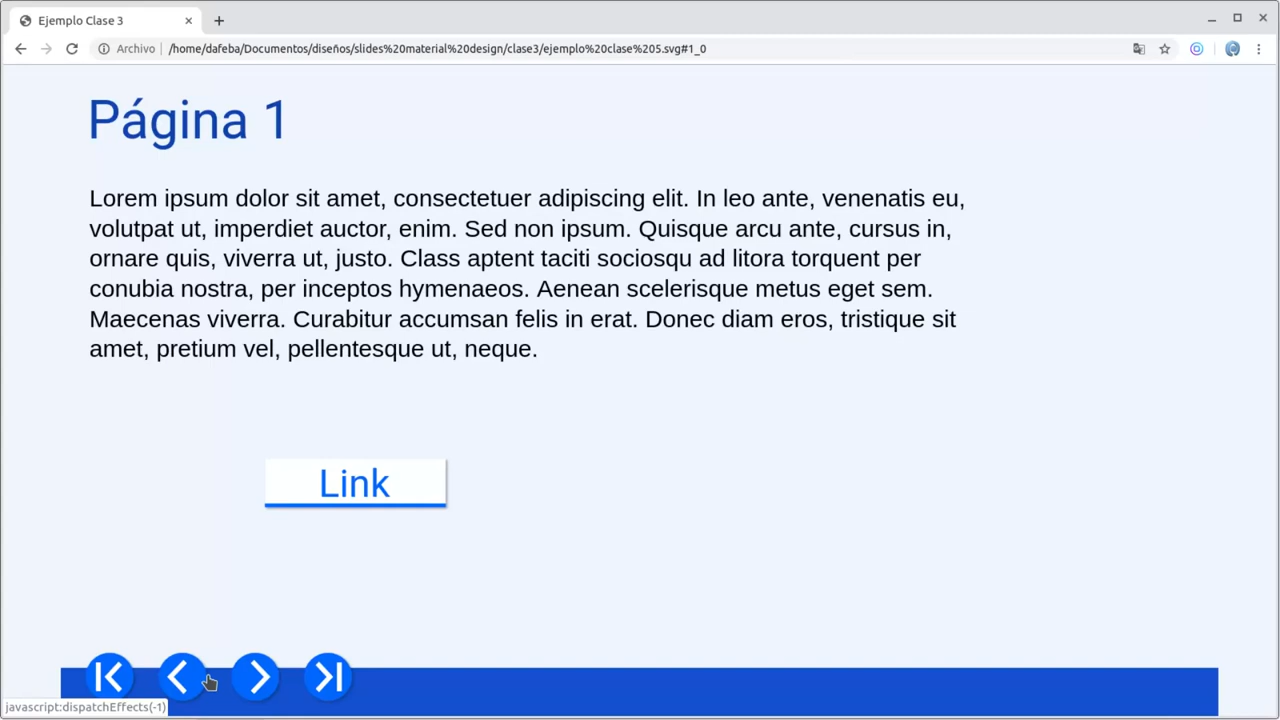 Ejemplo Clase 3
Archivo /home/dafeba/Documentos/diseños/slides%20material%20design/clase3/ejemplo%20clase%205.svg#1_0
Página 1
Lorem ipsum dolor sit amet, consectetuer adipiscing elit. In leo ante, venenatis eu,
volutpat ut, imperdiet auctor, enim. Sed non ipsum. Quisque arcu ante, cursus in,
ornare quis, viverra ut, justo. Class aptent taciti sociosqu ad litora torquent per
conubia nostra, per inceptos hymenaeos. Aenean scelerisque metus eget sem.
Maecenas viverra. Curabitur accumsan felis in erat. Donec diam eros, tristique sit
amet, pretium vel, pellentesque ut, neque.
Link
javascript:dispatchEffects(-1)